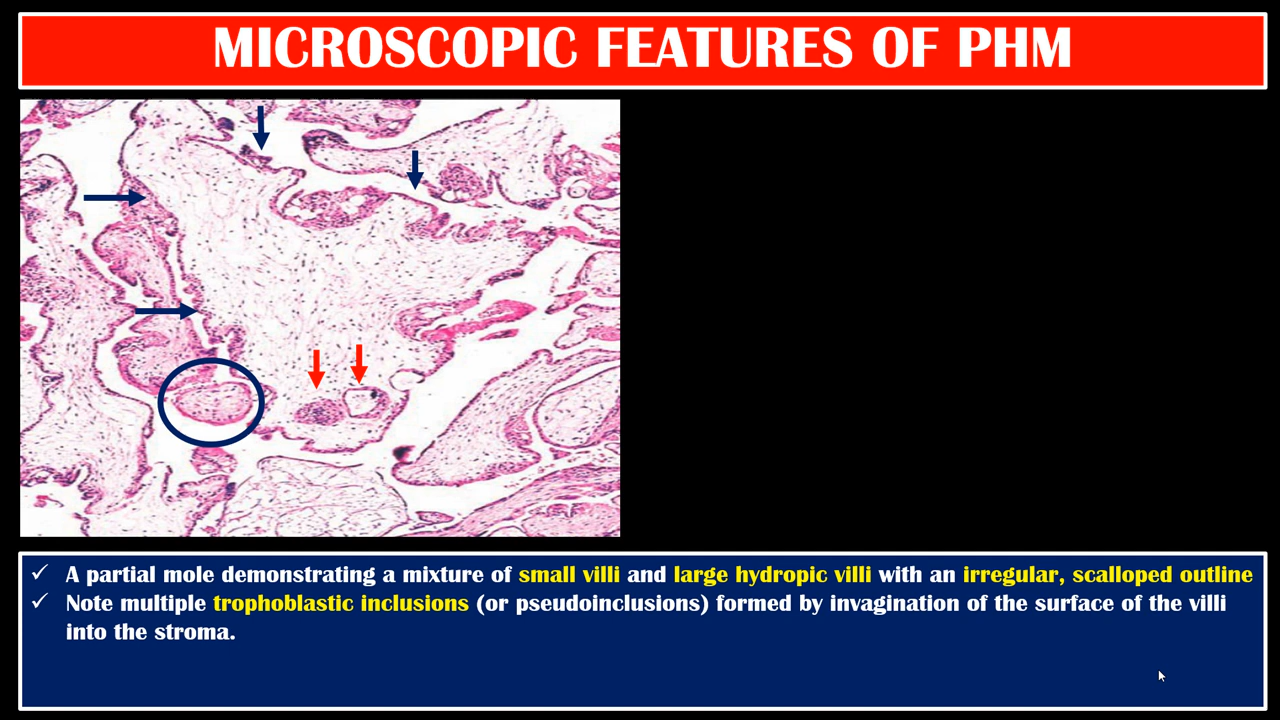 MICROSCOPIC FEATURES OF PHM
✓ A partial mole demonstrating a mixture of small villi and large hydropic villi with an irregular, scalloped outline
✓ Note multiple trophoblastic inclusions (or pseudoinclusions) formed by invagination of the surface of the villi
into the stroma.